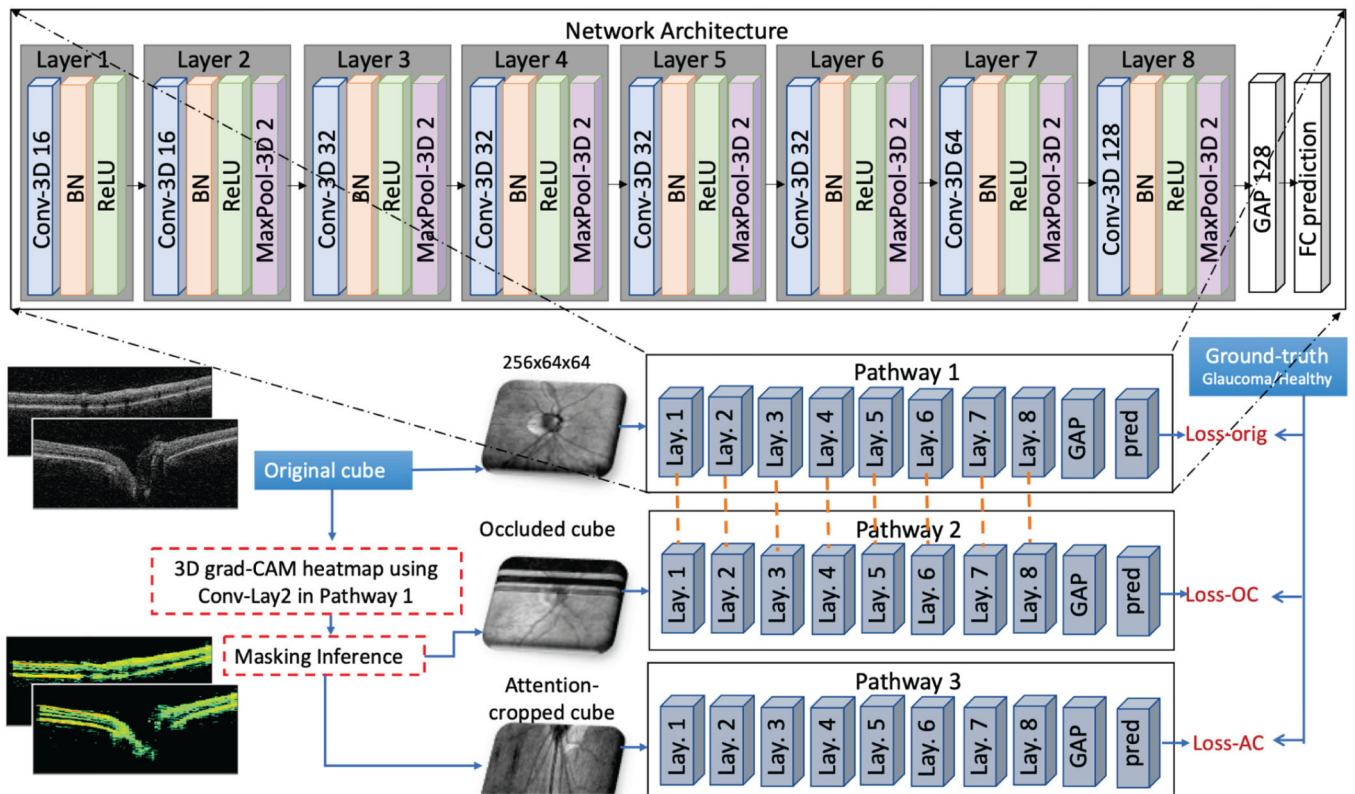 Network Architecture
Layer 1
Conv-3D 16
BN
ReLU
Layer 2
Conv-3D 16
BN
ReLU
MaxPool-3D 2
Layer 3
Conv-3D 32
BN
ReLU
MaxPool-3D 2
Layer 4
Conv-3D 32
BN
ReLU
MaxPool-3D 2
Layer 5
Conv-3D 32
BN
ReLU
MaxPool-3D 2
Layer 6
Conv-3D 32
BN
ReLU
MaxPool-3D 2
Layer 7
Conv-3D 64
BN
ReLU
MaxPool-3D 2
Layer 8
Conv-3D 128
BN
ReLU
MaxPool-3D 2
GAP 128
FC prediction
256x64x64
Original cube
3D grad-CAM heatmap using
Conv-Lay2 in Pathway 1
Masking Inference
Occluded cube
Attention-
cropped cube
Pathway 1
Lay. 1
Lay. 2
Lay. 3
Lay. 4
Lay. 5
Lay. 6
Lay. 7
Lay. 8
GAP
pred
Loss-orig
Ground-truth
Glaucoma/Healthy
Pathway 2
Lay. 1
Lay. 2
Lay. 3
Lay. 4
Lay. 5
Lay. 6
Lay. 7
Lay. 8
GAP
pred
Loss-OC
Pathway 3
Lay. 1
Lay. 2
Lay. 3
Lay. 4
Lay. 5
Lay. 6
Lay. 7
Lay. 8
GAP
pred
Loss-AC